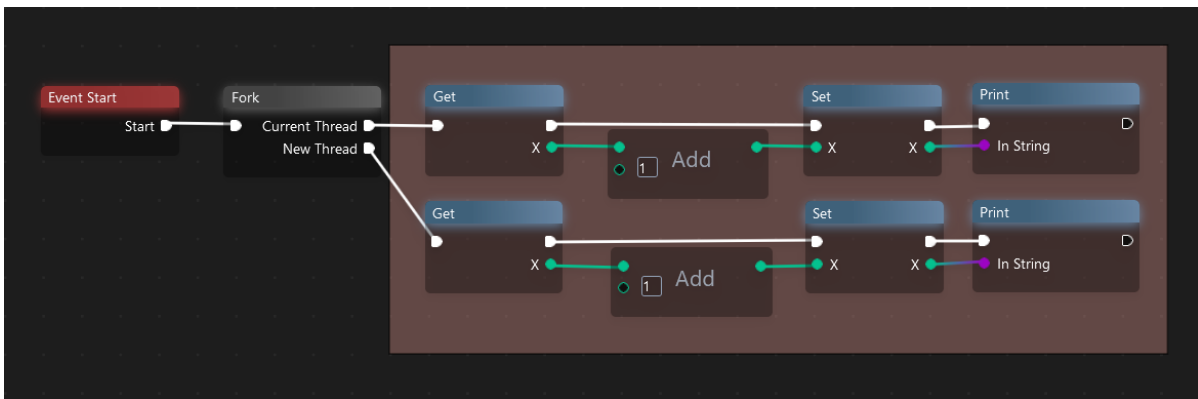 Event Start
Start
Fork
Current Thread
New Thread
Get
X
1
Add
Set
X X
Print
In String
Get
X
1
Add
Set
X X
Print
In String